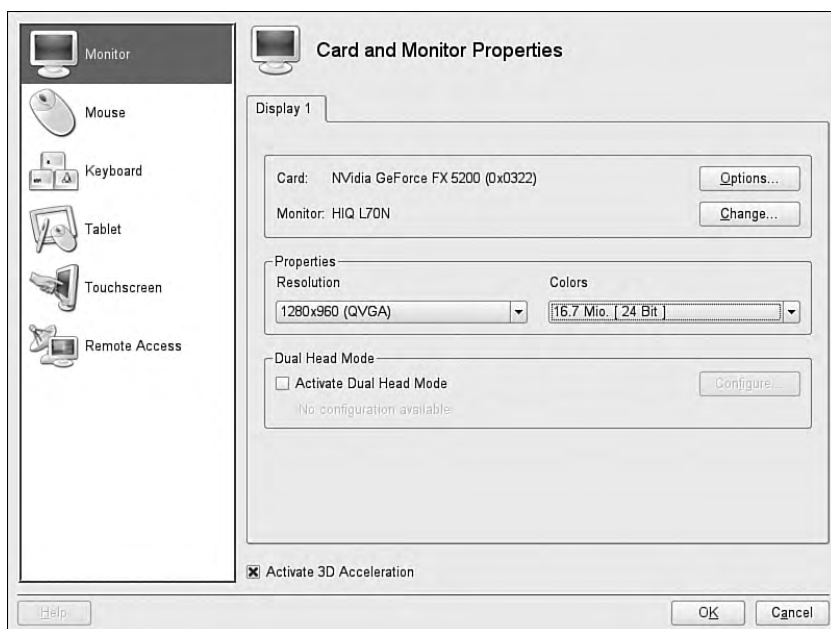 Monitor
Mouse
Keyboard
Tablet
Touchscreen
Remote Access
Card and Monitor Properties
Display 1
Card: NVidia GeForce FX 5200 (0x0322)
Options...
Monitor: HIQ L70N
Change...
Properties
Resolution
Colors
1280x960 (QVGA)
16.7 Mio. [ 24 Bit ]
Dual Head Mode
Activate Dual Head Mode
Configure...
No configuration available
Activate 3D Acceleration
Help
OK
Cancel